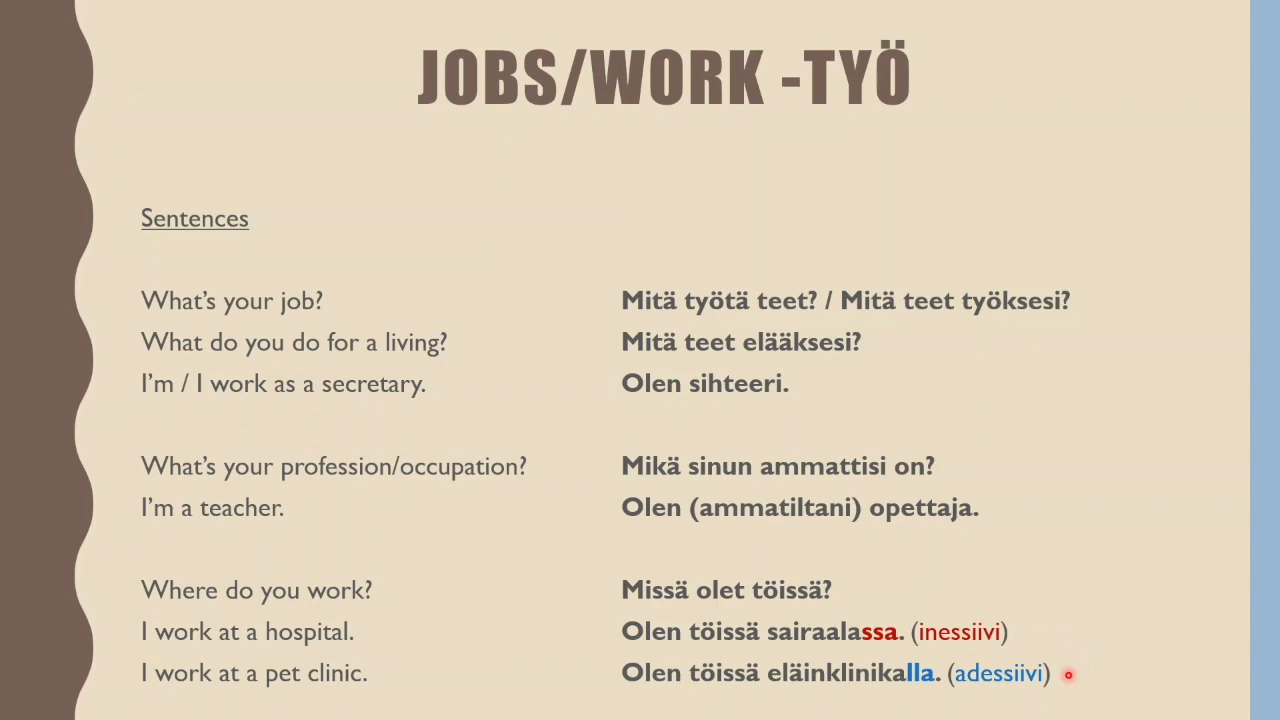 JOBS/WORK -TYÖ
Sentences
What's your job? Mitä työtä teet? / Mitä teet työksesi?
What do you do for a living? Mitä teet elääksesi?
I'm / I work as a secretary. Olen sihteeri.
What's your profession/occupation? Mikä sinun ammattisi on?
I'm a teacher. Olen (ammatiltani) opettaja.
Where do you work? Missä olet töissä?
I work at a hospital. Olen töissä sairaalassa. (inessiivi)
I work at a pet clinic. Olen töissä eläinklinikalla. (adessiivi)